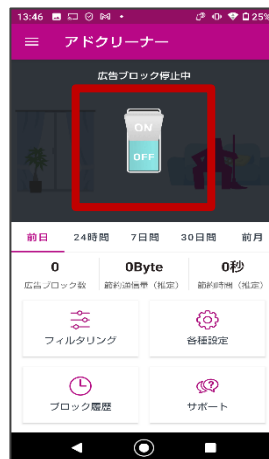 13:46 25%
アドクリーナー
広告ブロック停止中
ON
OFF
前日 24時間 7日間 30日間 前月
0 0Byte 0秒
広告ブロック数 節約通信量（推定） 節約時間（推定）
フィルタリング 各種設定
ブロック履歴 サポート